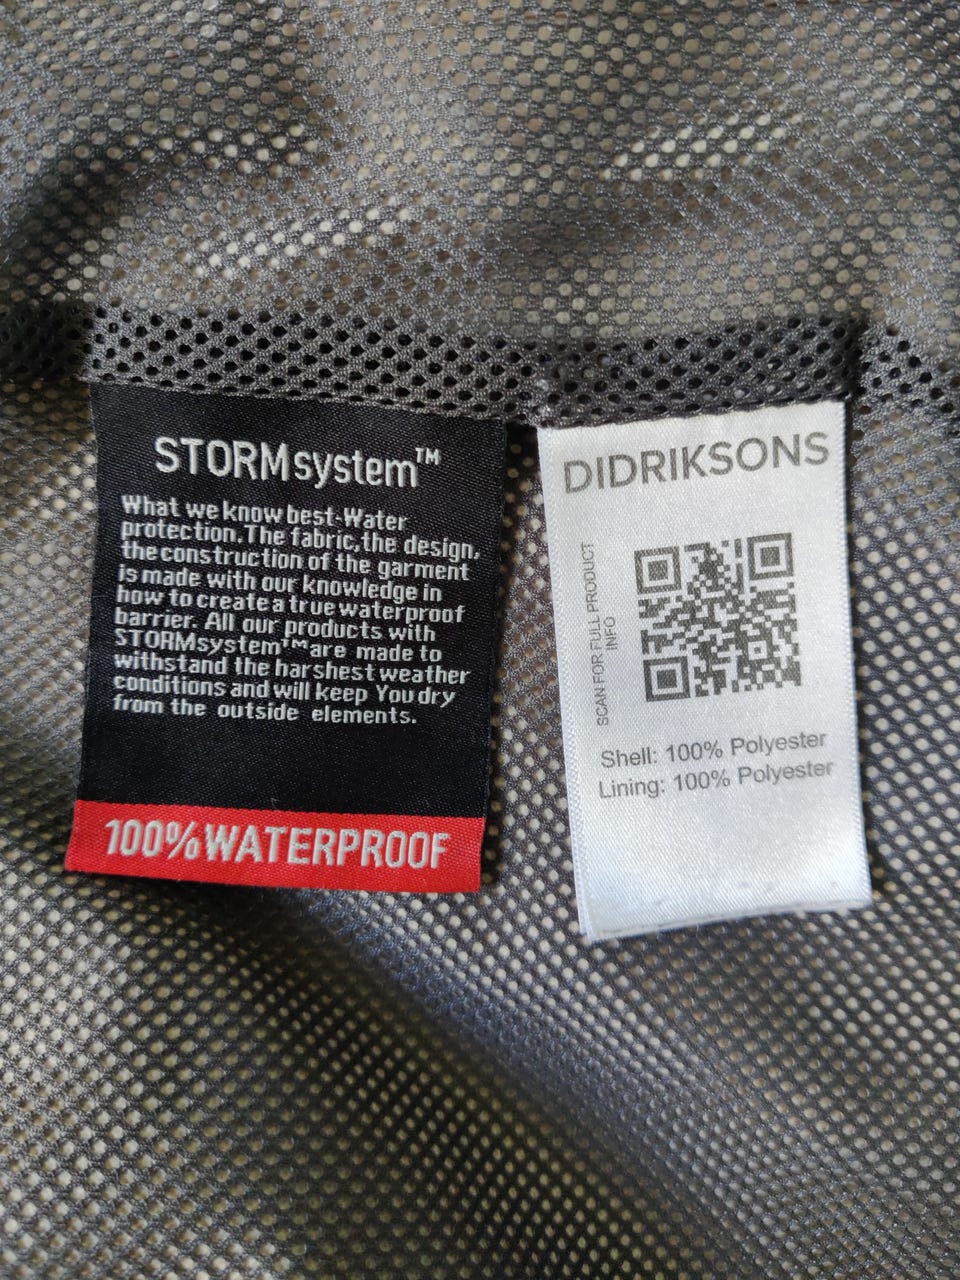 STORMsystem™
What we know best-Water
protection.The fabric,the design,
the construction of the garment
is made with our knowledge in
how to create a true waterproof
barrier. All our products with
STORMsystem™are made to
withstand the harshest weather
conditions and will keep You dry
from the outside elements.
100%WATERPROOF
DIDRIKSONS
SCAN FOR FULL PRODUCT
INFO
Shell: 100% Polyester
Lining: 100% Polyester